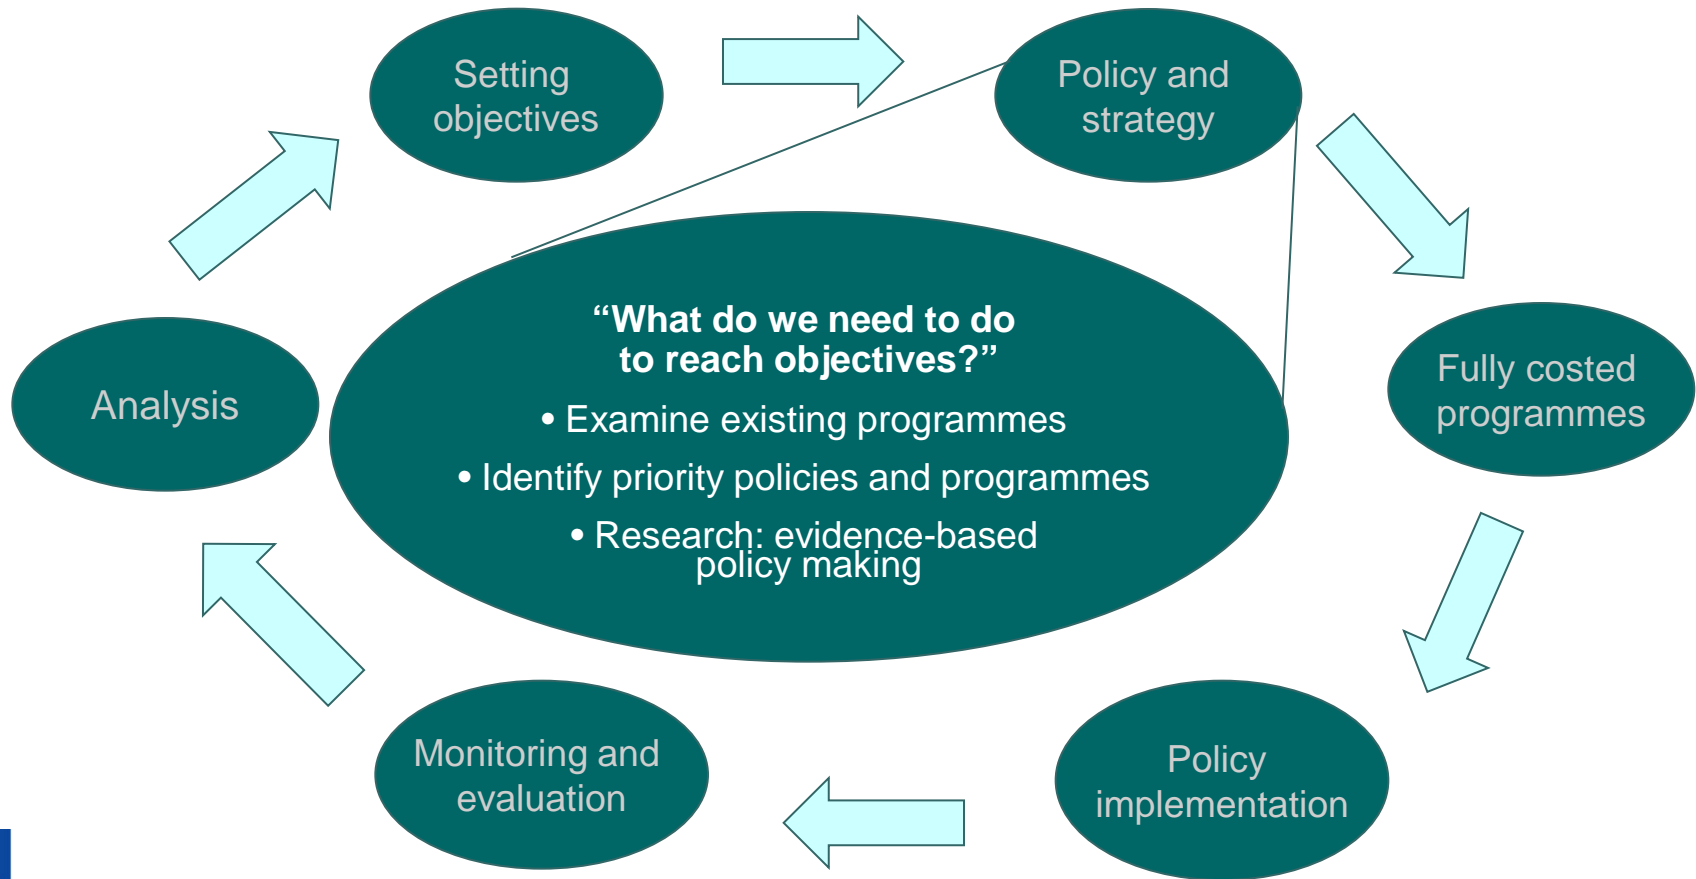 Setting
objectives
Policy and
strategy
“What do we need to do
to reach objectives?”
• Examine existing programmes
• Identify priority policies and programmes
• Research: evidence-based
policy making
Analysis
Fully costed
programmes
Monitoring and
evaluation
Policy
implementation